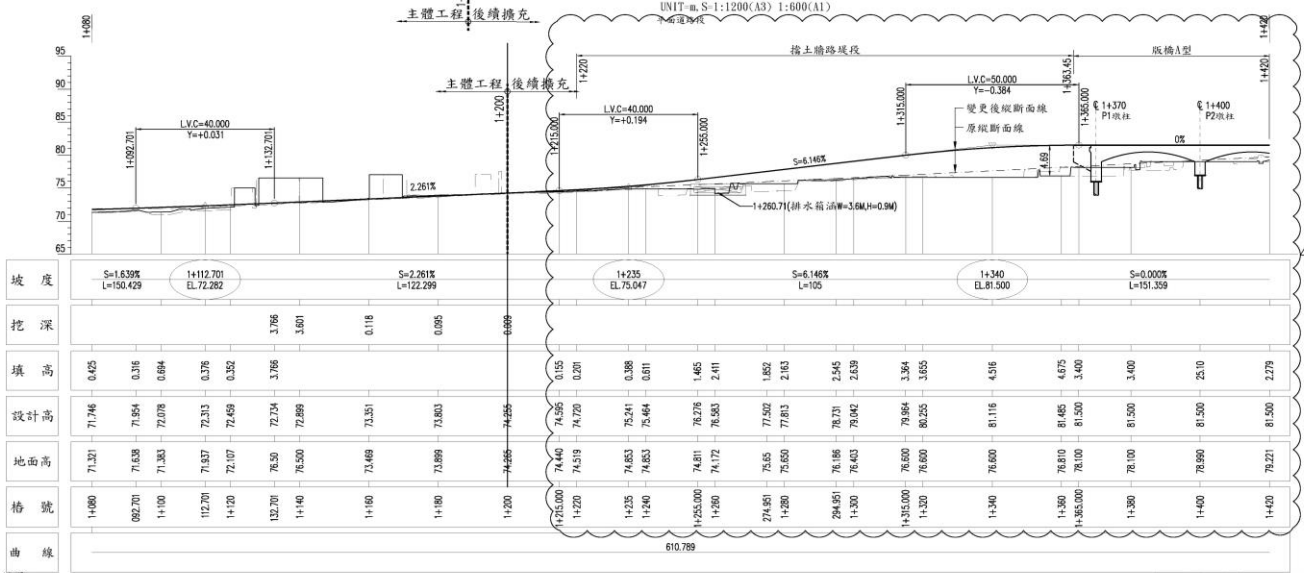 UNIT=m, S=1:1200(A3) 1:600(A1)
平面道路段
主體工程 後續擴充
1+080
1+420
擋土牆路堤段
版橋A型
1+220
1+363.45
1+420
主體工程 後續擴充
1+200
L.V.C=40.000
Y=+0.031
1+092.701
1+132.701
L.V.C=40.000
Y=+0.194
1+215.000
1+255.000
L.V.C=50.000
Y=-0.384
1+315.000
1+365.000
變更後縱斷面線
原縱斷面線
1+370
P1墩柱
1+400
P2墩柱
0%
4.69
S=6.146%
2.261%
1+260.71(排水箱涵W=3.6M,H=0.9M)
95
90
85
80
75
70
65
坡度 S=1.639% L=150.429 1+112.701 EL.72.282 S=2.261% L=122.299 1+235 EL.75.047 S=6.146% L=105 1+340 EL.81.500 S=0.000% L=151.359
挖深 3.766 3.601 0.118 0.095 0.009
填高 0.425 0.316 0.694 0.376 0.352 3.766 0.155 0.201 0.388 0.611 1.465 2.411 1.852 2.163 2.545 2.639 3.364 3.655 4.516 4.675 3.400 3.400 25.10 2.279
設計高 71.746 71.954 72.078 72.313 72.459 72.734 72.899 73.351 73.803 74.255 74.595 74.720 75.241 75.464 76.276 76.583 77.502 77.813 78.731 79.042 79.964 80.255 81.116 81.485 81.500 81.500 81.500 81.500
地面高 71.321 71.638 71.383 71.937 72.107 76.50 76.500 73.469 73.899 74.265 74.440 74.519 74.853 74.853 74.811 74.172 75.65 75.650 76.186 76.403 76.600 76.600 76.600 76.810 78.100 78.100 78.990 79.221
樁號 1+080 092.701 1+100 112.701 1+120 132.701 1+140 1+160 1+180 1+200 1+215.000 1+220 1+235 1+240 1+255.000 1+260 274.951 1+280 294.951 1+300 1+315.000 1+320 1+340 1+360 1+365.000 1+380 1+400 1+420
曲線 610.789